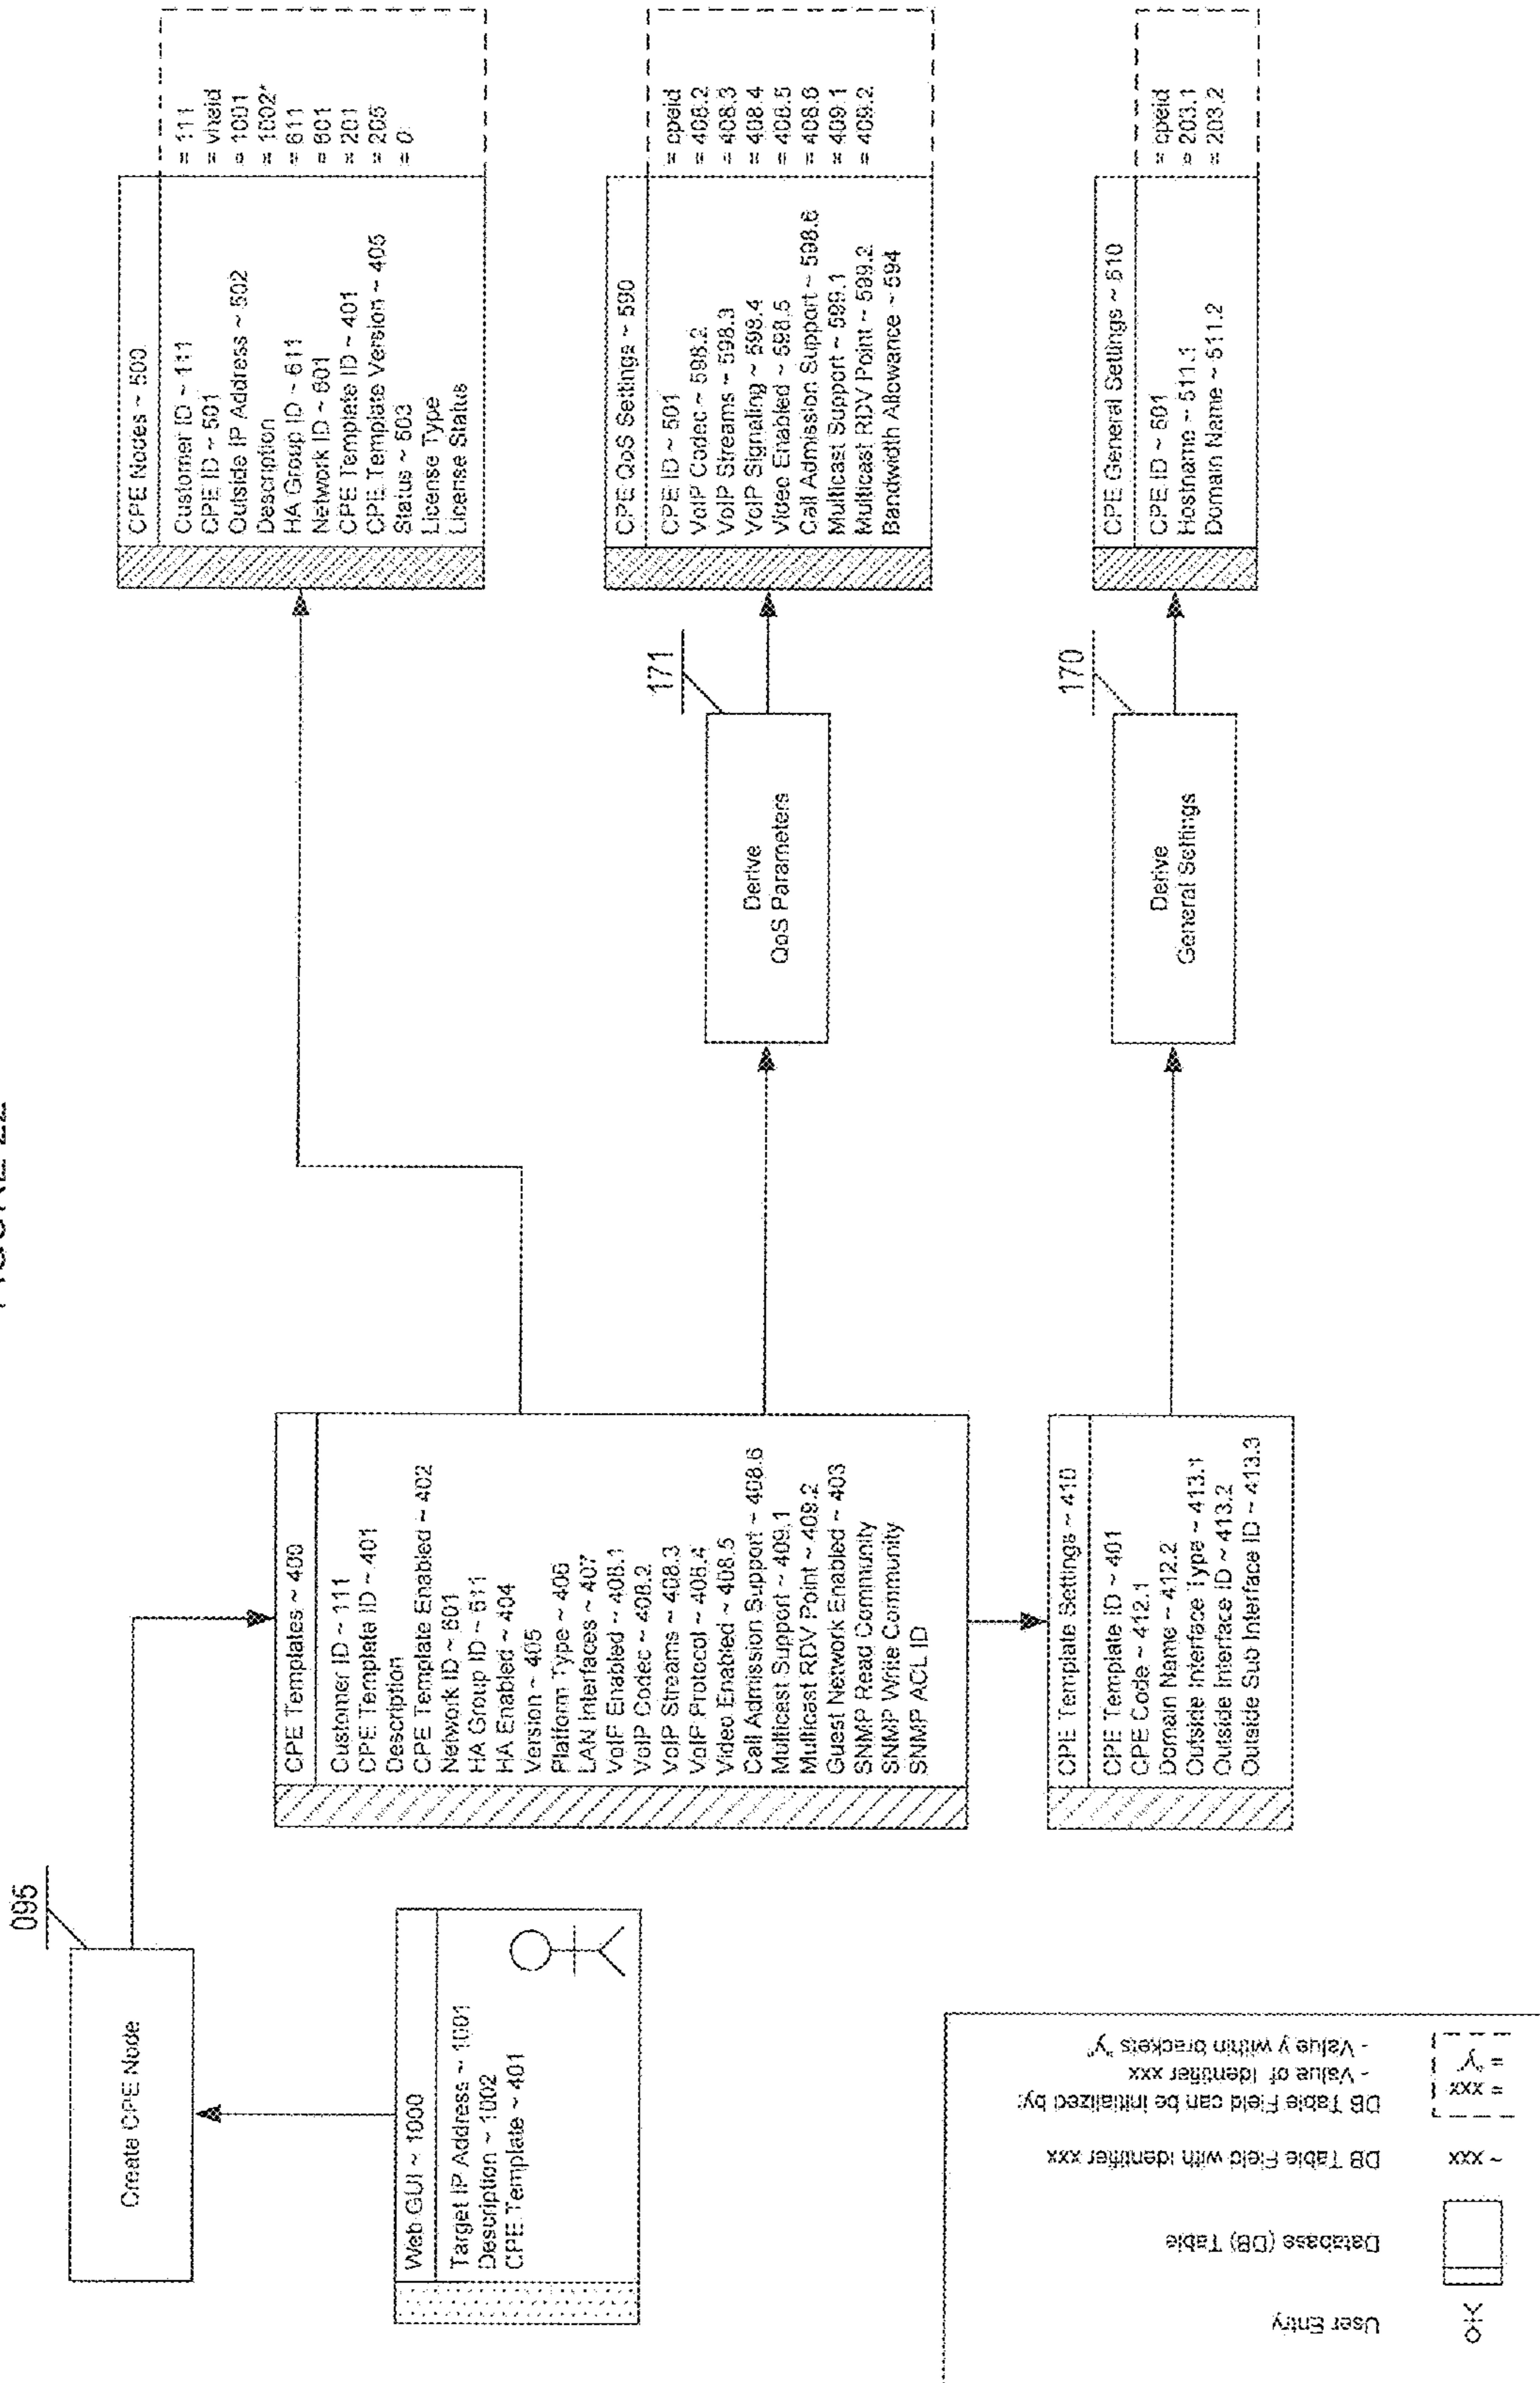 095
Create CPE Node
Web GUI ~ 1000
Target IP Address ~ 1001
Description ~ 1002
CPE Template ~ 401
CPE Templates ~ 400
Customer ID ~ 111
CPE Template ID ~ 401
Description
CPE Template Enabled ~ 402
Network ID ~ 601
HA Group ID ~ 611
HA Enabled ~ 404
Version ~ 405
Platform Type ~ 406
LAN Interfaces ~ 407
VoIP Enabled ~ 408.1
VoIP Codec ~ 408.2
VoIP Streams ~ 408.3
VoIP Protocol ~ 408.4
Video Enabled ~ 408.5
Call Admission Support ~ 408.6
Multicast Support ~ 409.1
Multicast RDV Point ~ 409.2
Guest Network Enabled ~ 403
SNMP Read Community
SNMP Write Community
SNMP ACL ID
CPE Template Settings ~ 410
CPE Template ID ~ 401
CPE Code ~ 412.1
Domain Name ~ 412.2
Outside Interface Type ~ 413.1
Outside Interface ID ~ 413.2
Outside Sub Interface ID ~ 413.3
171
Derive
QoS Parameters
170
Derive
General Settings
CPE Nodes ~ 500
Customer ID ~ 111 = 111
CPE ID ~ 501 = vheid
Outside IP Address ~ 502 = 1001
Description = 1002*
HA Group ID ~ 611 = 611
Network ID ~ 601 = 601
CPE Template ID ~ 401 = 201
CPE Template Version ~ 405 = 205
Status ~ 503 = 0
License Type
License Status
CPE QoS Settings ~ 590
CPE ID ~ 501 = cpeid
VoIP Codec ~ 598.2 = 408.2
VoIP Streams ~ 598.3 = 408.3
VoIP Signaling ~ 598.4 = 408.4
Video Enabled ~ 598.5 = 408.5
Call Admission Support ~ 598.6 = 408.6
Multicast Support ~ 599.1 = 409.1
Multicast RDV Point ~ 599.2 = 409.2
Bandwidth Allowance ~ 594
CPE General Settings ~ 510
CPE ID ~ 501 = cpeid
Hostname ~ 511.1 = 203.1
Domain Name ~ 511.2 = 203.2
User Entry
Database (DB) Table
~ xxx DB Table Field with identifier xxx
= xxx
= "y"
DB Table Field can be initialized by:
- Value of identifier xxx
- Value y within brackets "y"